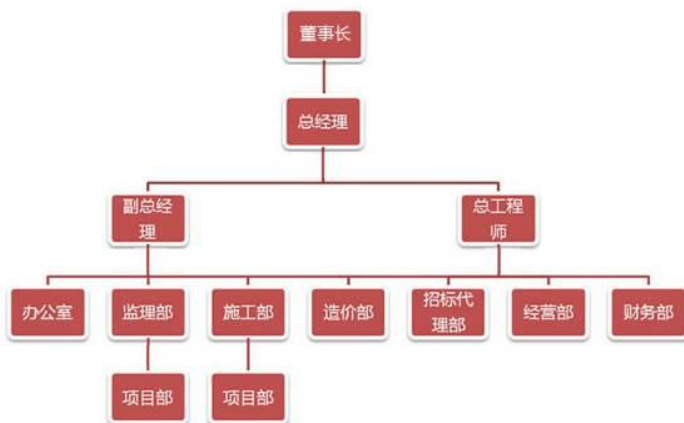 董事长
总经理
副总经
理
总工程
师
办公室
监理部
施工部
造价部
招标代
理部
经营部
财务部
项目部
项目部